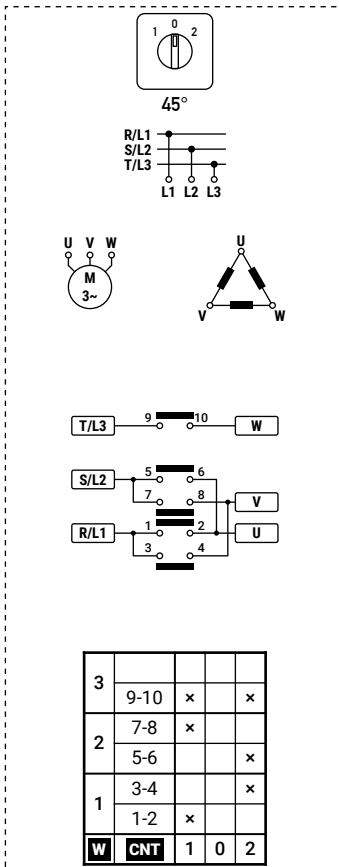 1 0 2
45°
R/L1
S/L2
T/L3
L1 L2 L3
U V W
M
3~
U
V W
T/L3 9 10 W
S/L2 5 6
7 8 V
R/L1 1 2 U
3 4
3
9-10 × ×
2 7-8 ×
5-6 ×
1 3-4 ×
1-2 ×
W CNT 1 0 2